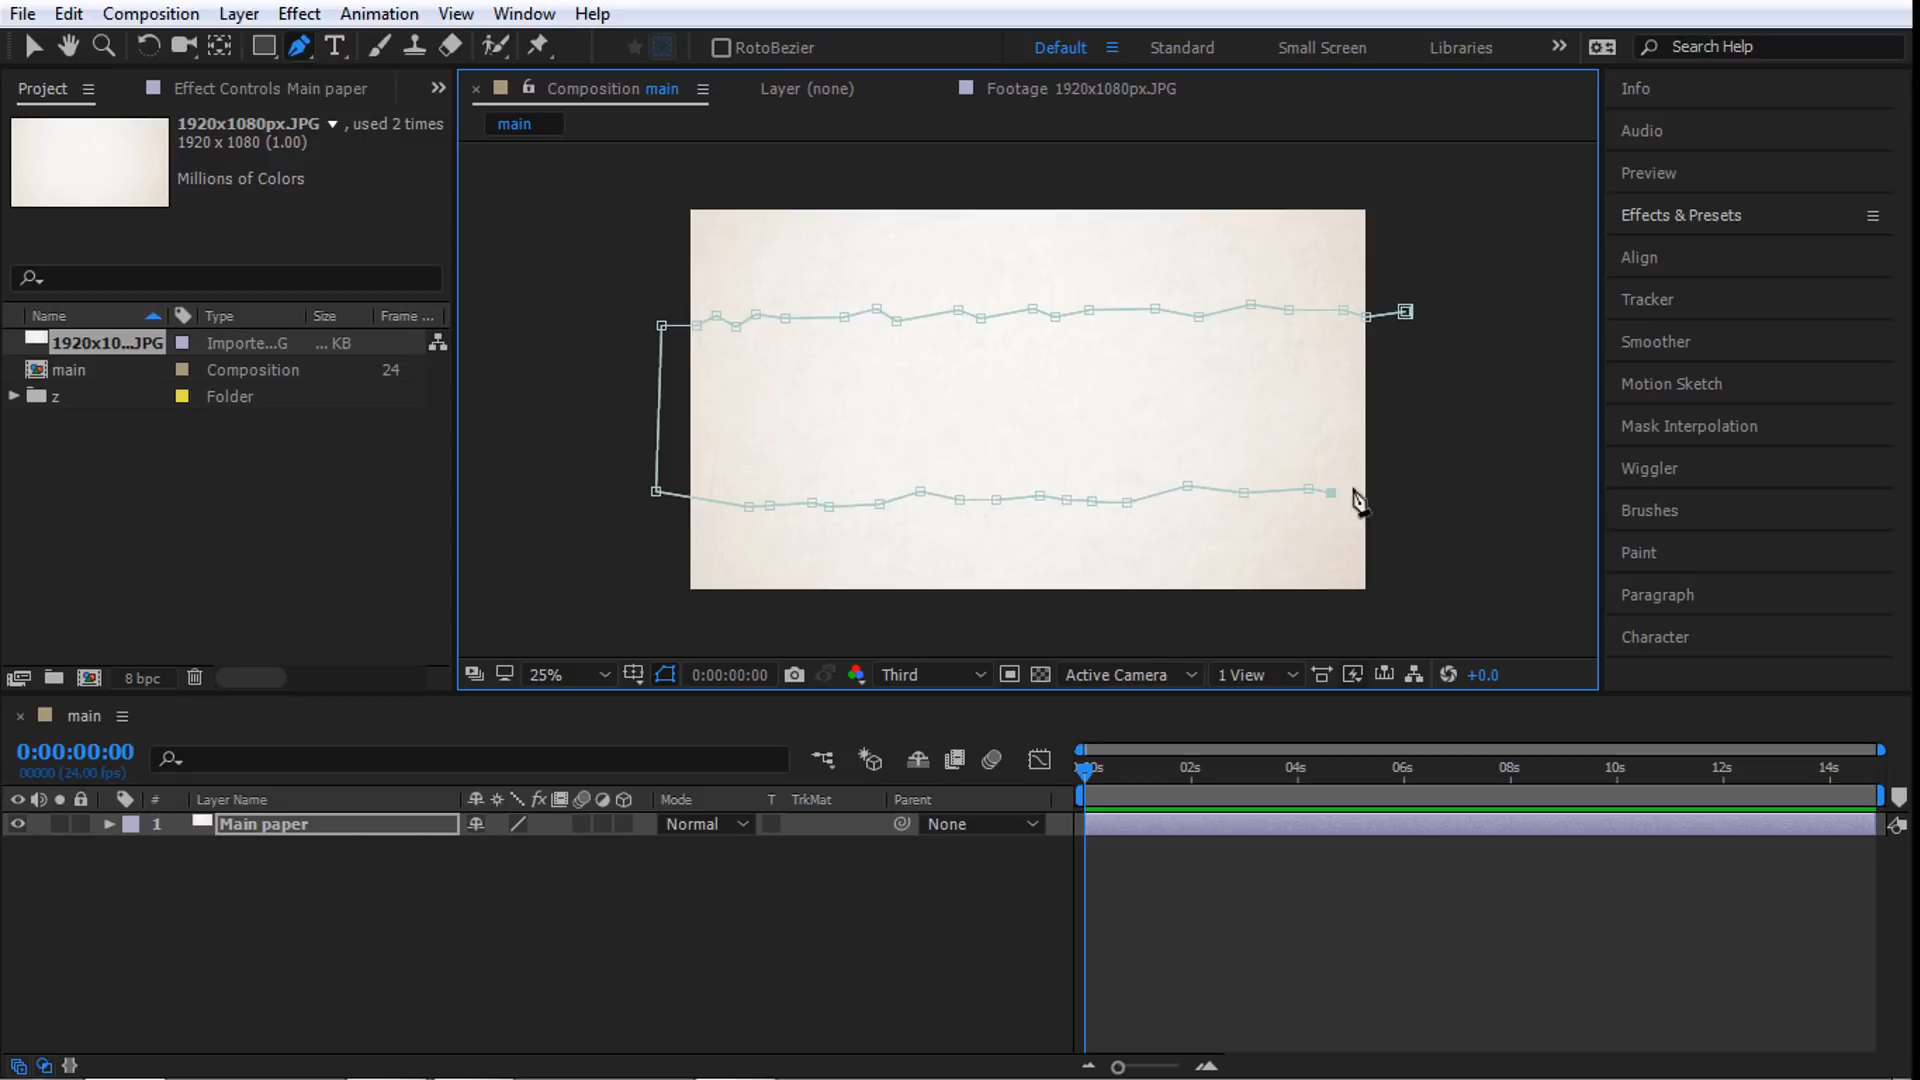 File Edit Composition Layer Effect Animation View Window Help
RotoBezier Default Standard Small Screen Libraries Search Help
Project Effect Controls Main paper Composition main Layer (none) Footage 1920x1080px.JPG
1920x1080px.JPG , used 2 times
1920 x 1080 (1.00)
Millions of Colors
main
Name Type Size Frame ...
1920x10...JPG Importe...G ... KB
main Composition 24
z Folder
8 bpc
25% 0:00:00:00 Third Active Camera 1 View +0.0
Info
Audio
Preview
Effects & Presets
Align
Tracker
Smoother
Motion Sketch
Mask Interpolation
Wiggler
Brushes
Paint
Paragraph
Character
main
0:00:00:00
00000 (24.00 fps)
02s 04s 06s 08s 10s 12s 14s
# Layer Name fx Mode T TrkMat Parent
1 Main paper Normal None